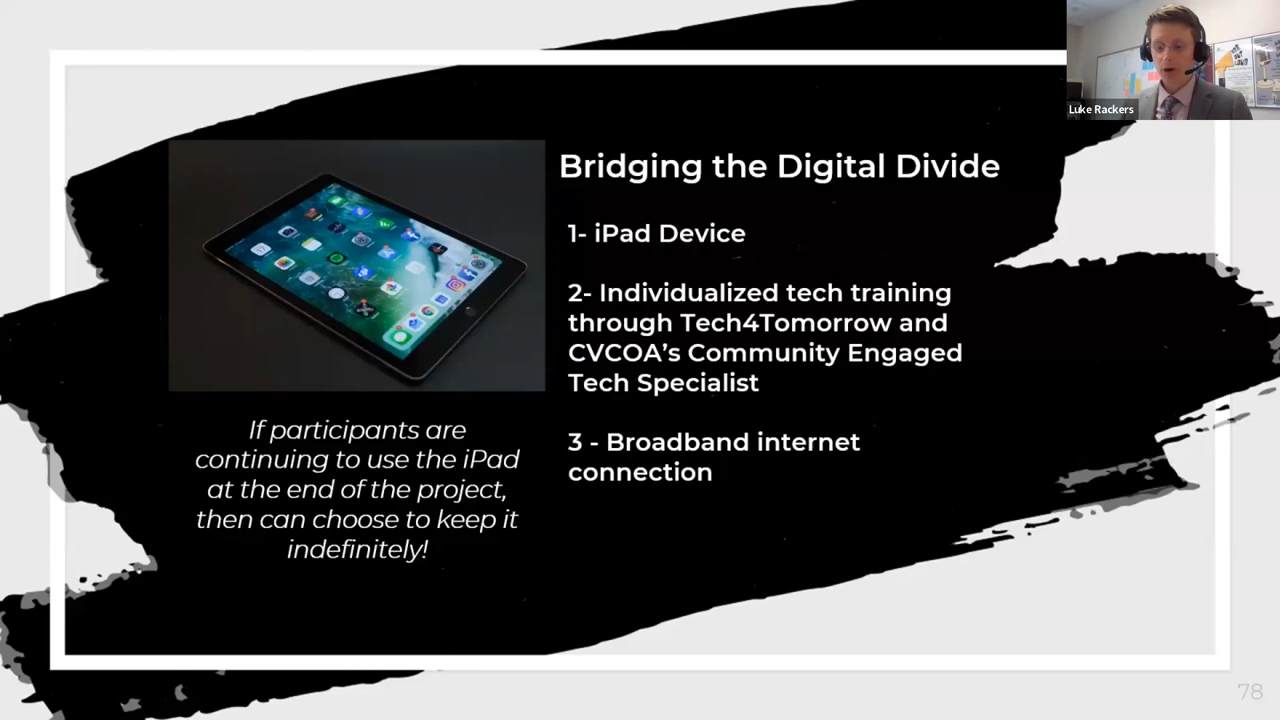 Luke Rackers
Bridging the Digital Divide
1- iPad Device
2- Individualized tech training
through Tech4Tomorrow and
CVCOA's Community Engaged
Tech Specialist
3 - Broadband internet
connection
If participants are
continuing to use the iPad
at the end of the project,
then can choose to keep it
indefinitely!
78